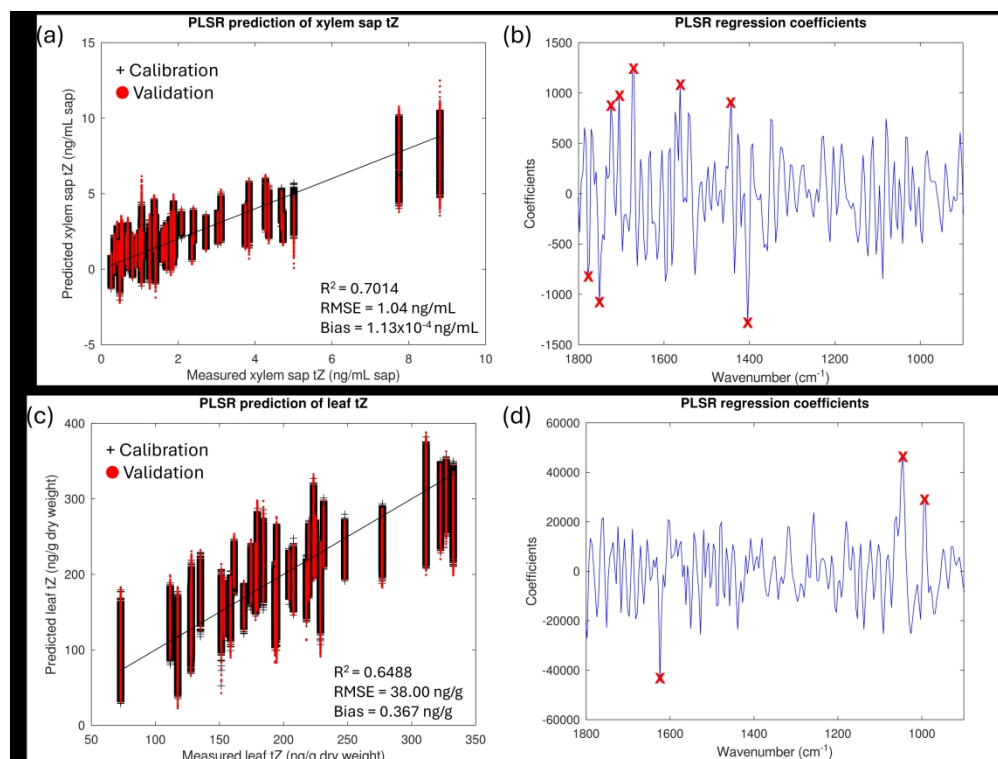 PLSR prediction of xylem sap tZ
(a)
15
10
5
0
-5
Predicted xylem sap tZ (ng/mL sap)
+ Calibration
Validation
R² = 0.7014
RMSE = 1.04 ng/mL
Bias = 1.13x10⁻⁴ ng/mL
0 2 4 6 8 10
Measured xylem sap tZ (ng/mL sap)
PLSR regression coefficients
(b)
1500
1000
500
0
-500
-1000
-1500
Coefficients
X X X X X X X X
1800 1600 1400 1200 1000
Wavenumber (cm⁻¹)
PLSR prediction of leaf tZ
(c)
400
300
200
100
0
Predicted leaf tZ (ng/g dry weight)
+ Calibration
Validation
R² = 0.6488
RMSE = 38.00 ng/g
Bias = 0.367 ng/g
50 100 150 200 250 300 350
Measured leaf tZ (ng/g dry weight)
PLSR regression coefficients
(d)
60000
40000
20000
0
-20000
-40000
-60000
Coefficients
X X X
1800 1600 1400 1200 1000
Wavenumber (cm⁻¹)